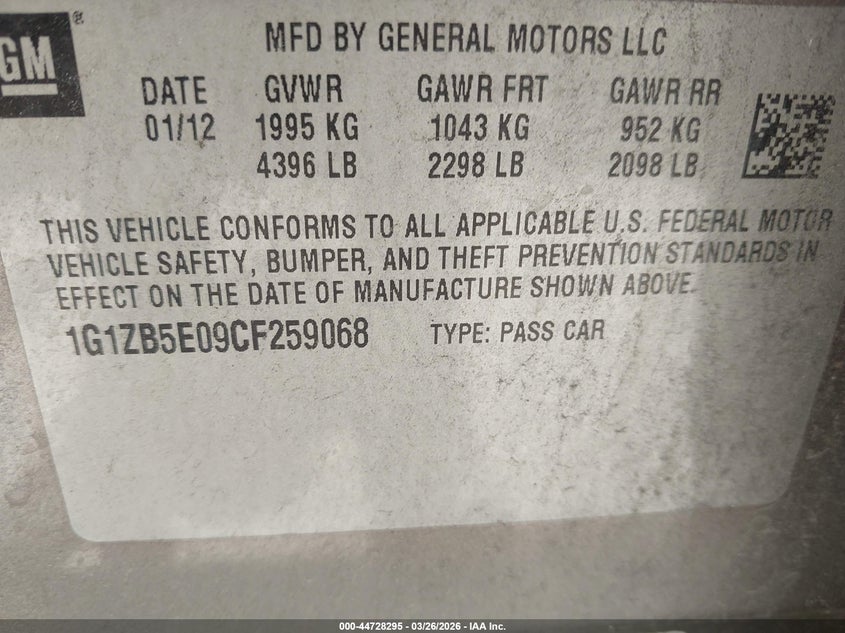 GM®
MFD BY GENERAL MOTORS LLC
DATE GVWR GAWR FRT GAWR RR
01/12 1995 KG 1043 KG 952 KG
4396 LB 2298 LB 2098 LB
THIS VEHICLE CONFORMS TO ALL APPLICABLE U.S. FEDERAL MOTOR
VEHICLE SAFETY, BUMPER, AND THEFT PREVENTION STANDARDS IN
EFFECT ON THE DATE OF MANUFACTURE SHOWN ABOVE.
1G1ZB5E09CF259068 TYPE: PASS CAR
000-44728295 - 03/26/2026 - IAA Inc.